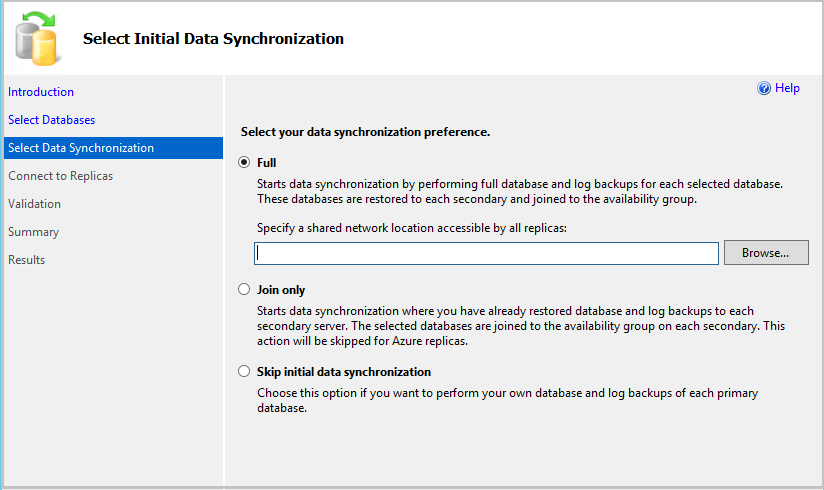 Select Initial Data Synchronization
Introduction
Select Databases
Select Data Synchronization
Connect to Replicas
Validation
Summary
Results
Help
Select your data synchronization preference.
Full
Starts data synchronization by performing full database and log backups for each selected database.
These databases are restored to each secondary and joined to the availability group.
Specify a shared network location accessible by all replicas:
Browse...
Join only
Starts data synchronization where you have already restored database and log backups to each
secondary server. The selected databases are joined to the availability group on each secondary. This
action will be skipped for Azure replicas.
Skip initial data synchronization
Choose this option if you want to perform your own database and log backups of each primary
database.